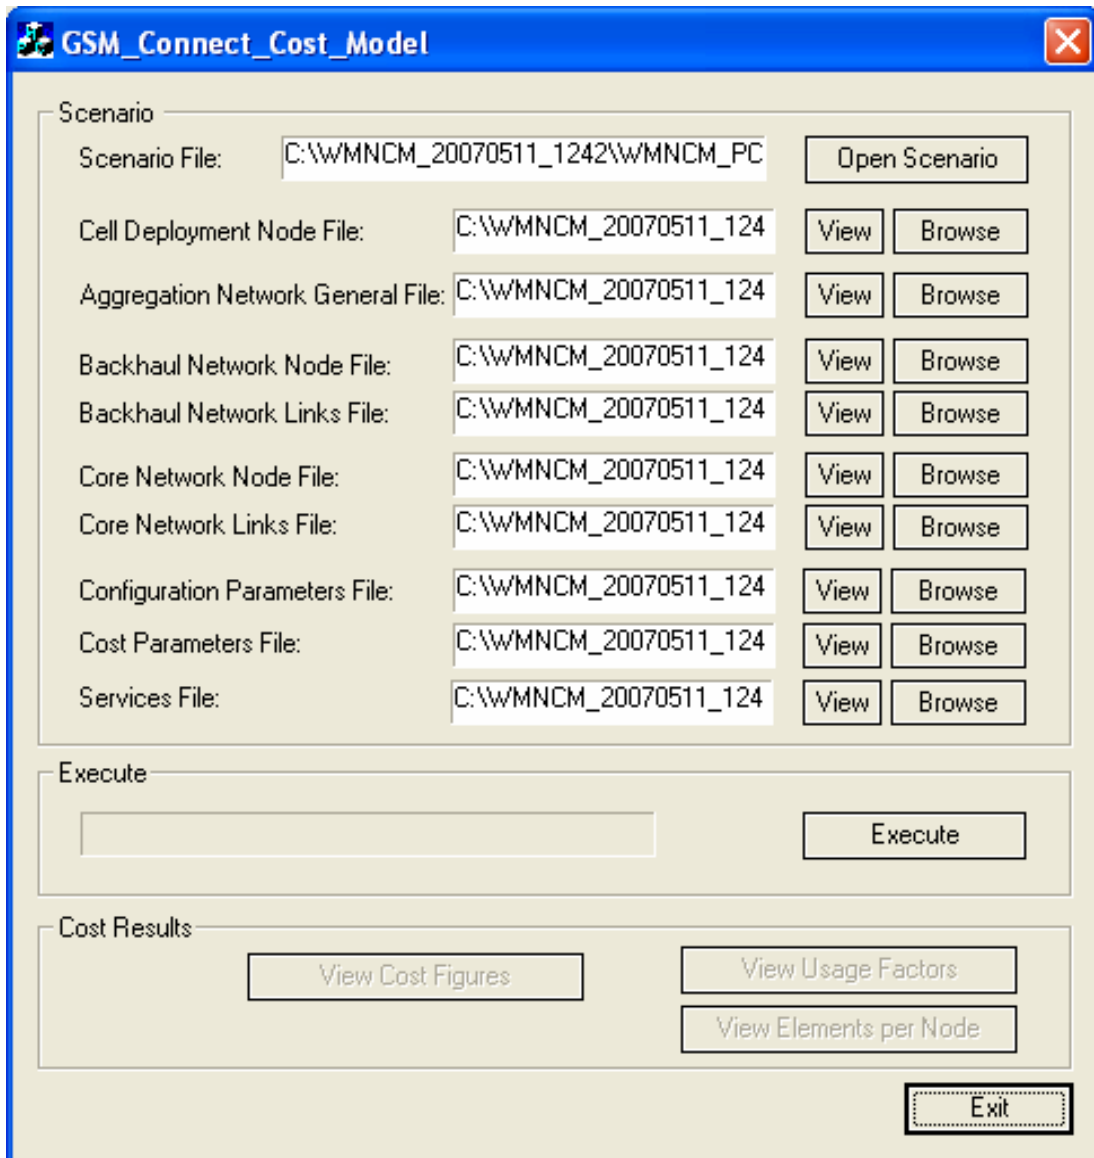 GSM_Connect_Cost_Model
Scenario
Scenario File: C:\WMNCM_20070511_1242\WMNCM_PC Open Scenario
Cell Deployment Node File: C:\WMNCM_20070511_124 View Browse
Aggregation Network General File: C:\WMNCM_20070511_124 View Browse
Backhaul Network Node File: C:\WMNCM_20070511_124 View Browse
Backhaul Network Links File: C:\WMNCM_20070511_124 View Browse
Core Network Node File: C:\WMNCM_20070511_124 View Browse
Core Network Links File: C:\WMNCM_20070511_124 View Browse
Configuration Parameters File: C:\WMNCM_20070511_124 View Browse
Cost Parameters File: C:\WMNCM_20070511_124 View Browse
Services File: C:\WMNCM_20070511_124 View Browse
Execute
Execute
Cost Results
View Cost Figures View Usage Factors
View Elements per Node
Exit